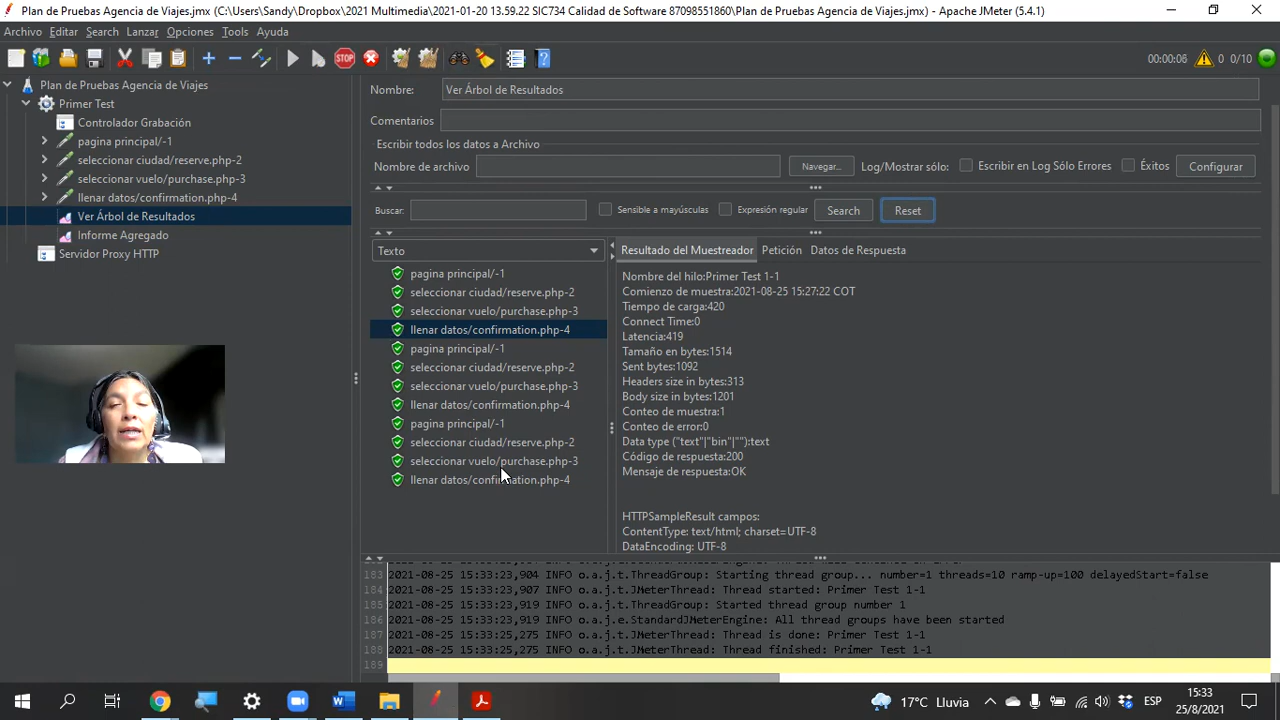 Plan de Pruebas Agencia de Viajes.jmx (C:\Users\Sandy\Dropbox\2021 Multimedia\2021-01-20 13.59.22 SIC734 Calidad de Software 87098551860\Plan de Pruebas Agencia de Viajes.jmx) - Apache JMeter (5.4.1)
Archivo Editar Search Lanzar Opciones Tools Ayuda
STOP 00:00:06 0 0/10
Plan de Pruebas Agencia de Viajes
Primer Test
Controlador Grabación
pagina principal/-1
seleccionar ciudad/reserve.php-2
seleccionar vuelo/purchase.php-3
llenar datos/confirmation.php-4
Ver Árbol de Resultados
Informe Agregado
Servidor Proxy HTTP
Nombre: Ver Árbol de Resultados
Comentarios
Escribir todos los datos a Archivo
Nombre de archivo Navegar... Log/Mostrar sólo: Escribir en Log Sólo Errores Éxitos Configurar
Buscar: Sensible a mayúsculas Expresión regular Search Reset
Texto
pagina principal/-1
seleccionar ciudad/reserve.php-2
seleccionar vuelo/purchase.php-3
llenar datos/confirmation.php-4
pagina principal/-1
seleccionar ciudad/reserve.php-2
seleccionar vuelo/purchase.php-3
llenar datos/confirmation.php-4
pagina principal/-1
seleccionar ciudad/reserve.php-2
seleccionar vuelo/purchase.php-3
llenar datos/confirmation.php-4
Resultado del Muestreador Petición Datos de Respuesta
Nombre del hilo:Primer Test 1-1
Comienzo de muestra:2021-08-25 15:27:22 COT
Tiempo de carga:420
Connect Time:0
Latencia:419
Tamaño en bytes:1514
Sent bytes:1092
Headers size in bytes:313
Body size in bytes:1201
Conteo de muestra:1
Conteo de error:0
Data type ("text"|"bin"|""):text
Código de respuesta:200
Mensaje de respuesta:OK
HTTPSampleResult campos:
ContentType: text/html; charset=UTF-8
DataEncoding: UTF-8
183 2021-08-25 15:33:23,904 INFO o.a.j.t.ThreadGroup: Starting thread group... number=1 threads=10 ramp-up=100 delayedStart=false
184 2021-08-25 15:33:23,907 INFO o.a.j.t.JMeterThread: Thread started: Primer Test 1-1
185 2021-08-25 15:33:23,919 INFO o.a.j.t.ThreadGroup: Started thread group number 1
186 2021-08-25 15:33:23,919 INFO o.a.j.e.StandardJMeterEngine: All thread groups have been started
187 2021-08-25 15:33:25,275 INFO o.a.j.t.JMeterThread: Thread is done: Primer Test 1-1
188 2021-08-25 15:33:25,275 INFO o.a.j.t.JMeterThread: Thread finished: Primer Test 1-1
189
17°C Lluvia ESP 15:33
25/8/2021